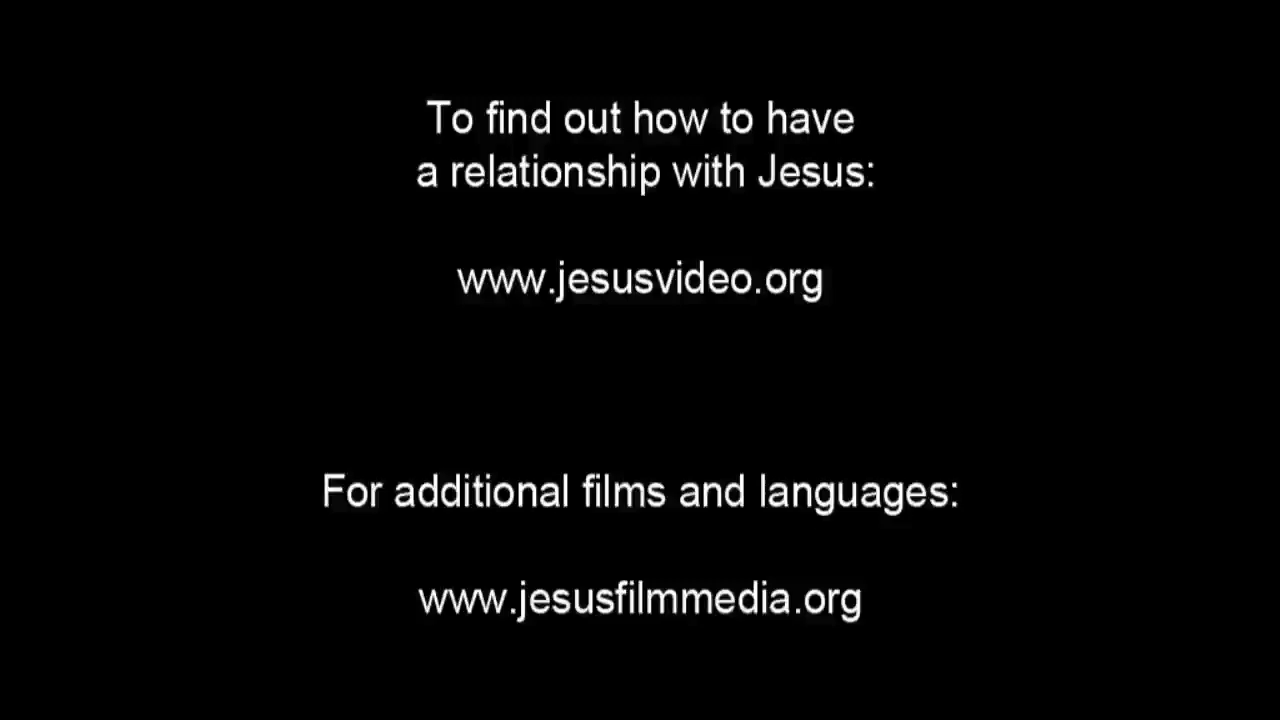 To find out how to have
a relationship with Jesus:
www.jesusvideo.org
For additional films and languages:
www.jesusfilmmedia.org